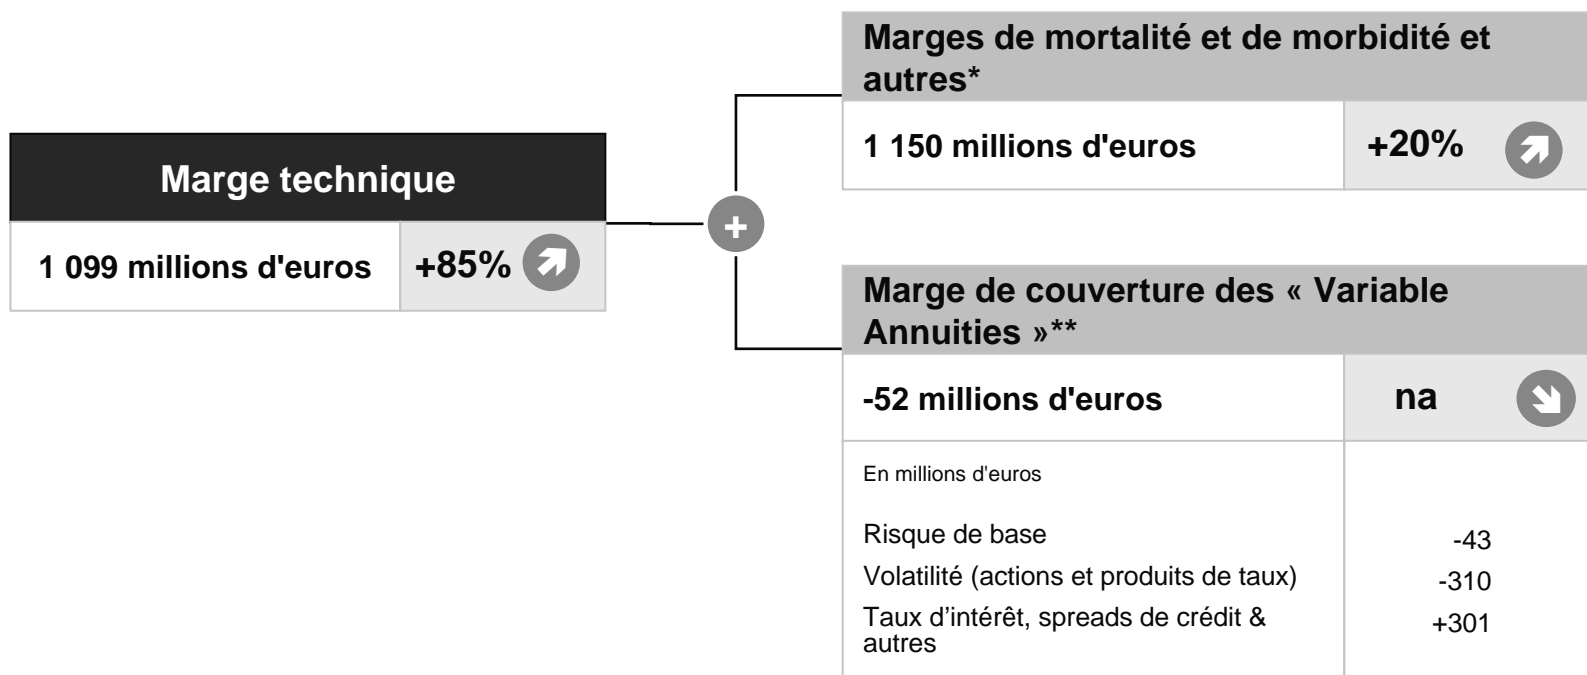 Marge technique
1 099 millions d'euros
+85%
+
Marges de mortalité et de morbidité et
autres*
1 150 millions d'euros
+20%
Marge de couverture des « Variable
Annuities »**
-52 millions d'euros
na
En millions d'euros
Risque de base
-43
Volatilité (actions et produits de taux)
-310
Taux d’intérêt, spreads de crédit &
autres
+301